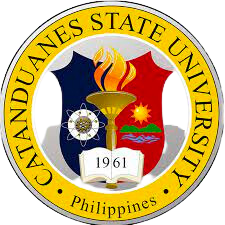 CATANDUANES STATE UNIVERSITY
1961
• Philippines •